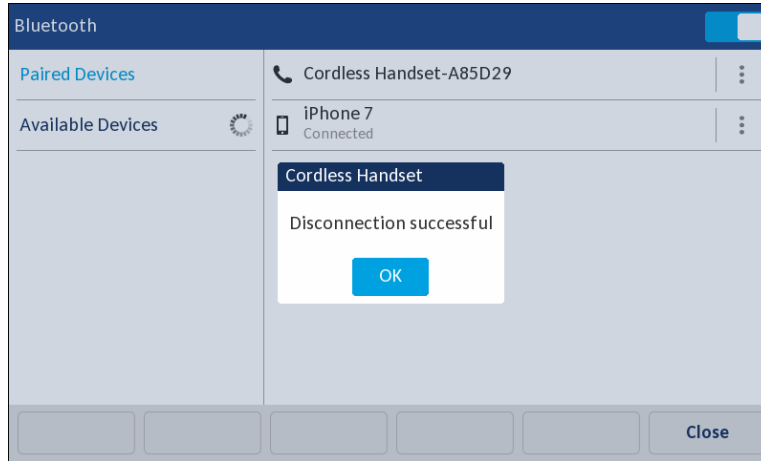 Bluetooth
Paired Devices
Available Devices
Cordless Handset-A85D29
iPhone 7
Connected
Cordless Handset
Disconnection successful
OK
Close